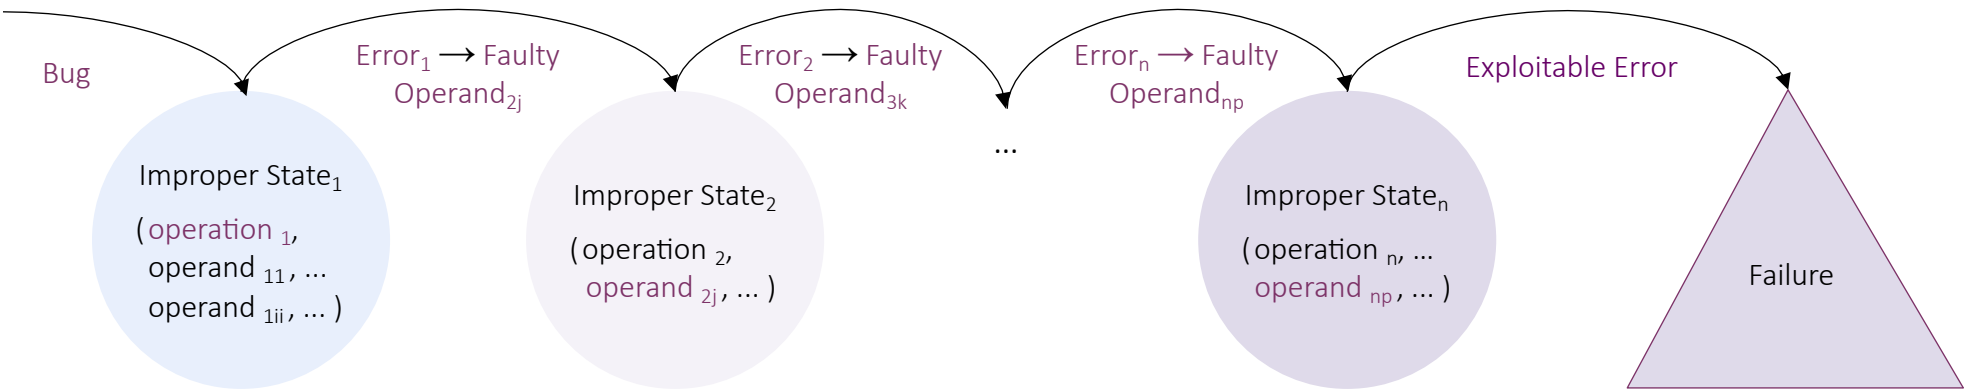 Bug
Error₁ → Faulty
Operand₂ⱼ
Error₂ → Faulty
Operand₃ₖ
...
Errorₙ → Faulty
Operandₙₚ
Exploitable Error
Improper State₁
(operation ₁,
operand ₁₁, ...
operand ₁ᵢᵢ, ... )
Improper State₂
(operation ₂,
operand ₂ⱼ, ... )
Improper Stateₙ
(operation ₙ, ...
operand ₙₚ, ... )
Failure